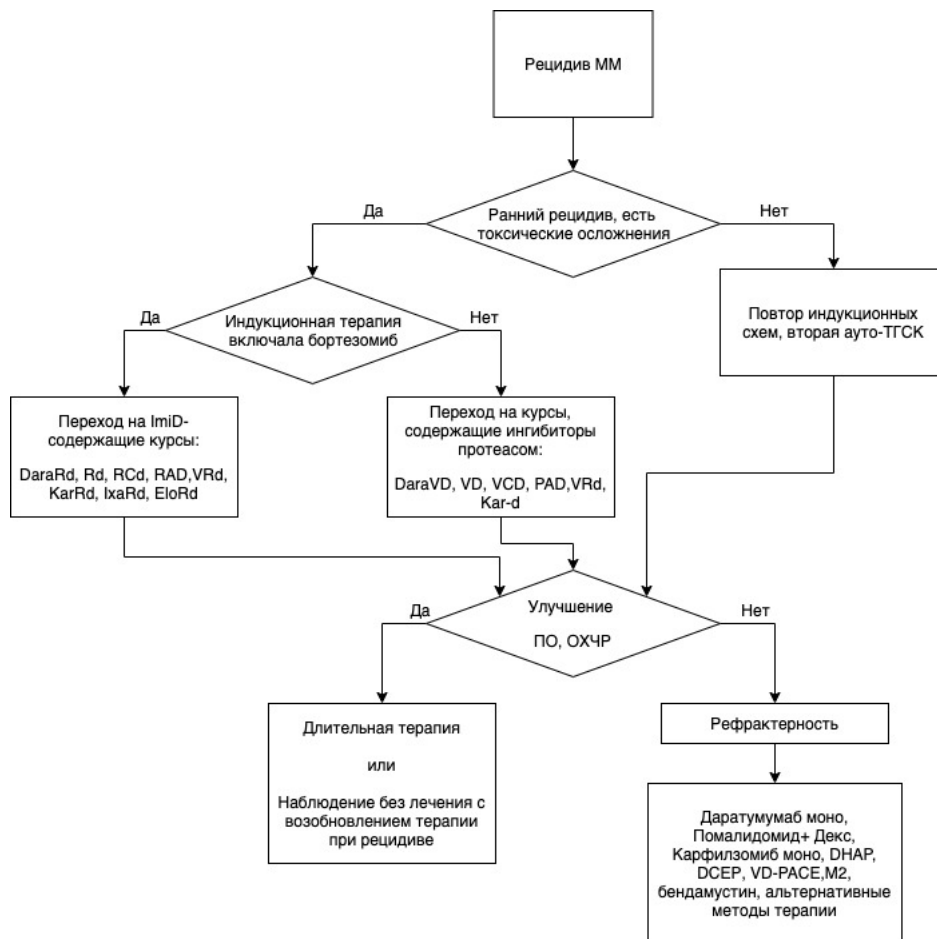 Рецидив ММ
Ранний рецидив, есть
токсические осложнения
Да
Нет
Индукционная терапия
включала бортезомиб
Да
Нет
Повтор индукционных
схем, вторая ауто-ТГСК
Переход на ImiD-
содержащие курсы:
DaraRd, Rd, RCd, RAD,VRd,
KarRd, IxaRd, EloRd
Переход на курсы,
содержащие ингибиторы
протеасом:
DaraVD, VD, VCD, PAD,VRd,
Kar-d
Улучшение
ПО, ОХЧР
Да
Нет
Длительная терапия
или
Наблюдение без лечения с
возобновлением терапии
при рецидиве
Рефрактерность
Даратумумаб моно,
Помалидомид+ Декс,
Карфилзомиб моно, DHAP,
DCEP, VD-PACE,M2,
бендамустин, альтернативные
методы терапии